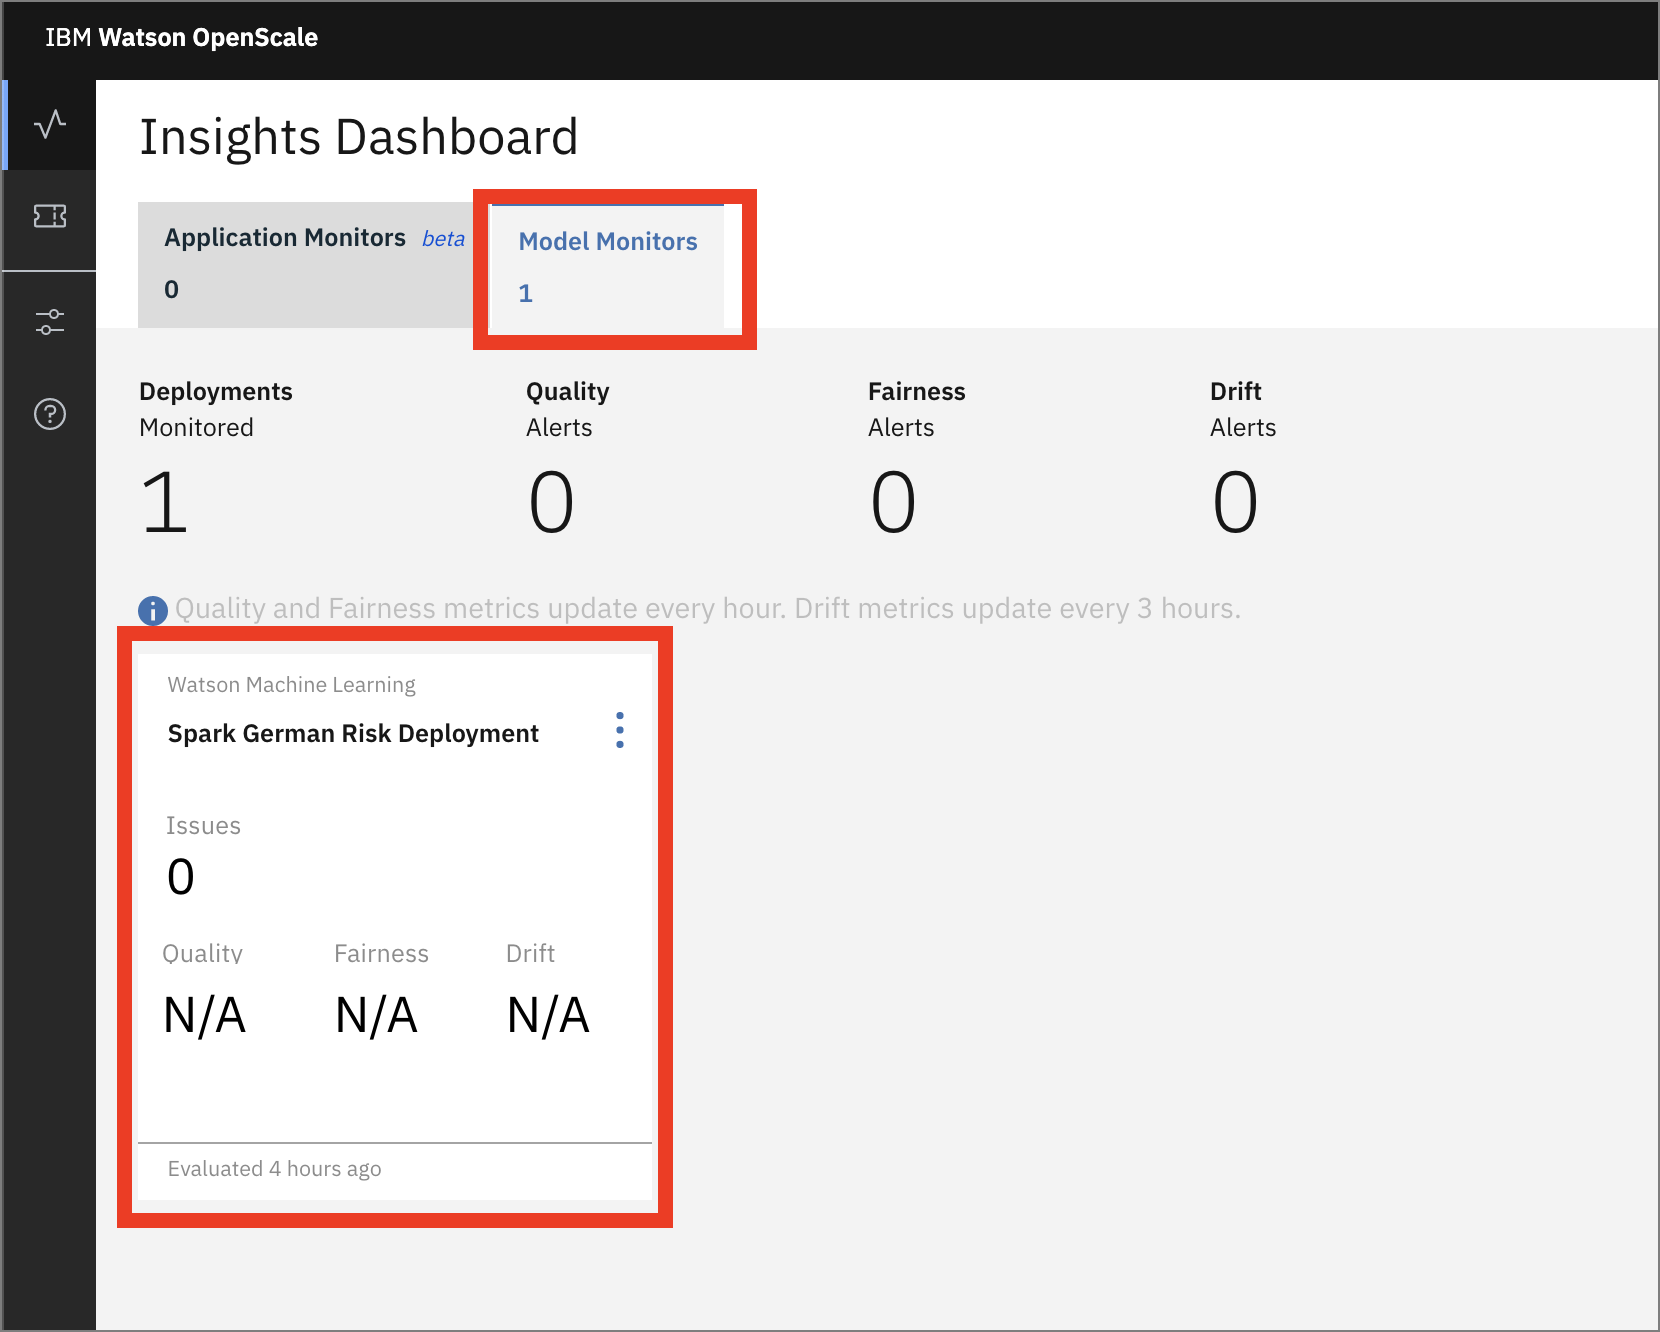 IBM Watson OpenScale
Insights Dashboard
Application Monitors beta
0
Model Monitors
1
Deployments
Monitored
1
Quality
Alerts
0
Fairness
Alerts
0
Drift
Alerts
0
Quality and Fairness metrics update every hour. Drift metrics update every 3 hours.
Watson Machine Learning
Spark German Risk Deployment
Issues
0
Quality Fairness Drift
N/A N/A N/A
Evaluated 4 hours ago